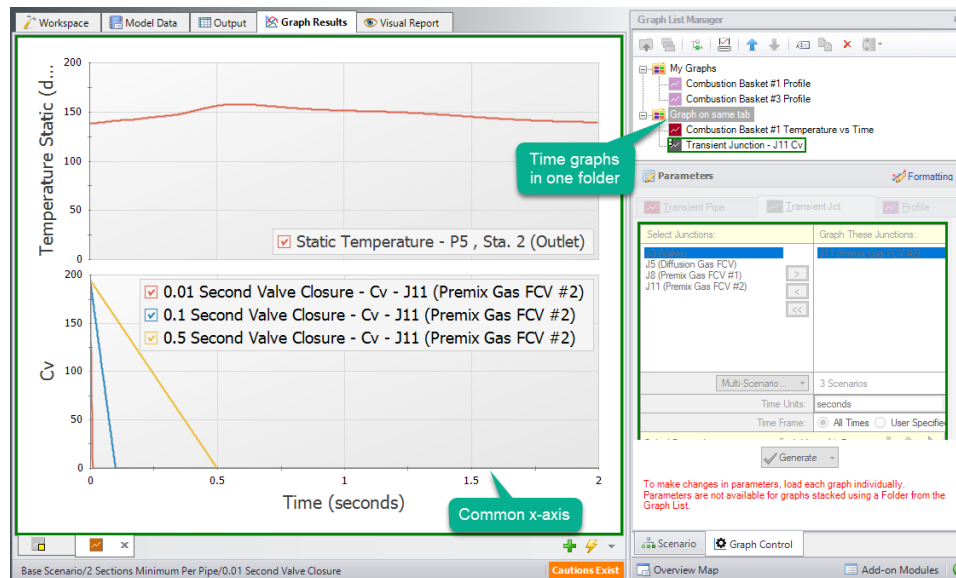 Workspace
Model Data
Output
Graph Results
Visual Report
Temperature Static (d...
200
150
100
50
0
Static Temperature - P5 , Sta. 2 (Outlet)
Cv
200
150
100
50
0
0.01 Second Valve Closure - Cv - J11 (Premix Gas FCV #2)
0.1 Second Valve Closure - Cv - J11 (Premix Gas FCV #2)
0.5 Second Valve Closure - Cv - J11 (Premix Gas FCV #2)
0
0.5
1
1.5
2
Time (seconds)
Common x-axis
Base Scenario/2 Sections Minimum Per Pipe/0.01 Second Valve Closure
Cautions Exist
Graph List Manager
My Graphs
Combustion Basket #1 Profile
Combustion Basket #3 Profile
Graph on same tab
Combustion Basket #1 Temperature vs Time
Transient Junction - J11 Cv
Time graphs
in one folder
Parameters
Formatting
Transient Pipe
Transient Jct
Profile
Select Junctions:
Graph These Junctions:
J11 (Premix Gas FCV #2)
J5 (Diffusion Gas FCV)
J8 (Premix Gas FCV #1)
J11 (Premix Gas FCV #2)
>
<
<<
Multi-Scenario...
3 Scenarios
Time Units:
seconds
Time Frame:
All Times
User Specifie
Generate
To make changes in parameters, load each graph individually.
Parameters are not available for graphs stacked using a Folder from the
Graph List.
Scenario
Graph Control
Overview Map
Add-on Modules